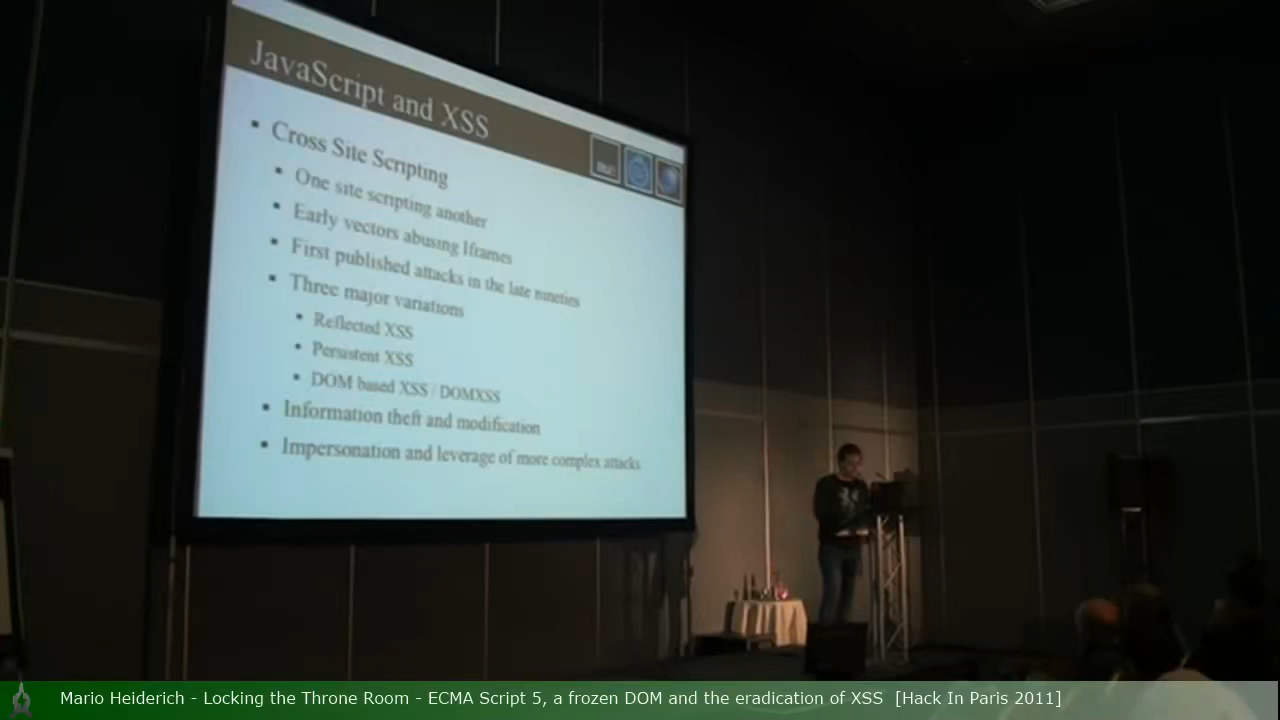 JavaScript and XSS
Cross Site Scripting
One site scripting another
Early vectors abusing Iframes
First published attacks in the late nineties
Three major variations
Reflected XSS
Persistent XSS
DOM based XSS / DOMXSS
Information theft and modification
Impersonation and leverage of more complex attacks
Mario Heiderich - Locking the Throne Room - ECMA Script 5, a frozen DOM and the eradication of XSS [Hack In Paris 2011]